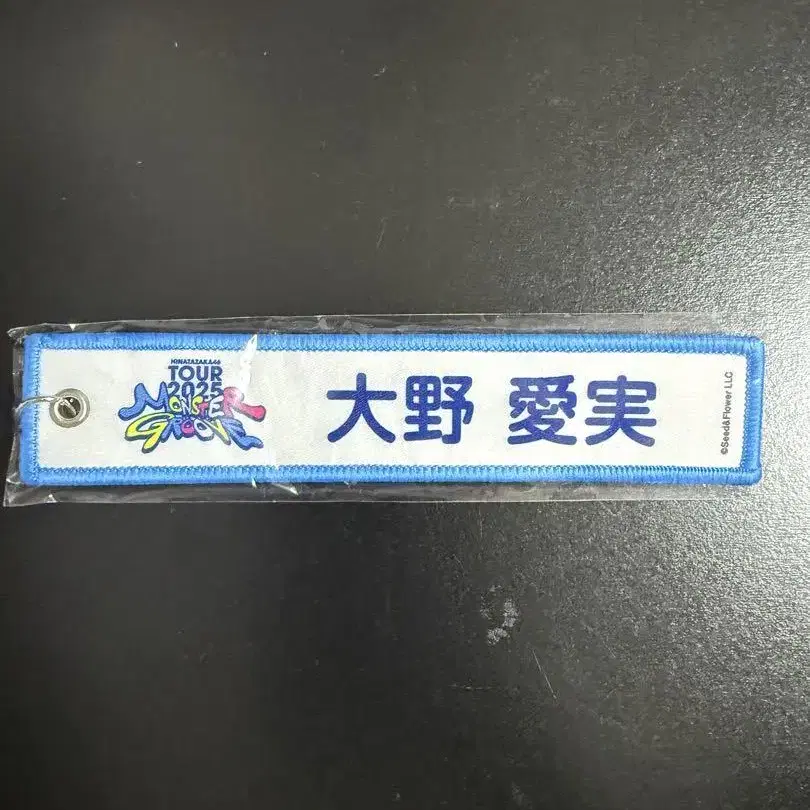 HINATAZAKA46
TOUR
2025
MONSTER
GROOVE
大野 愛実
©Seed&Flower LLC